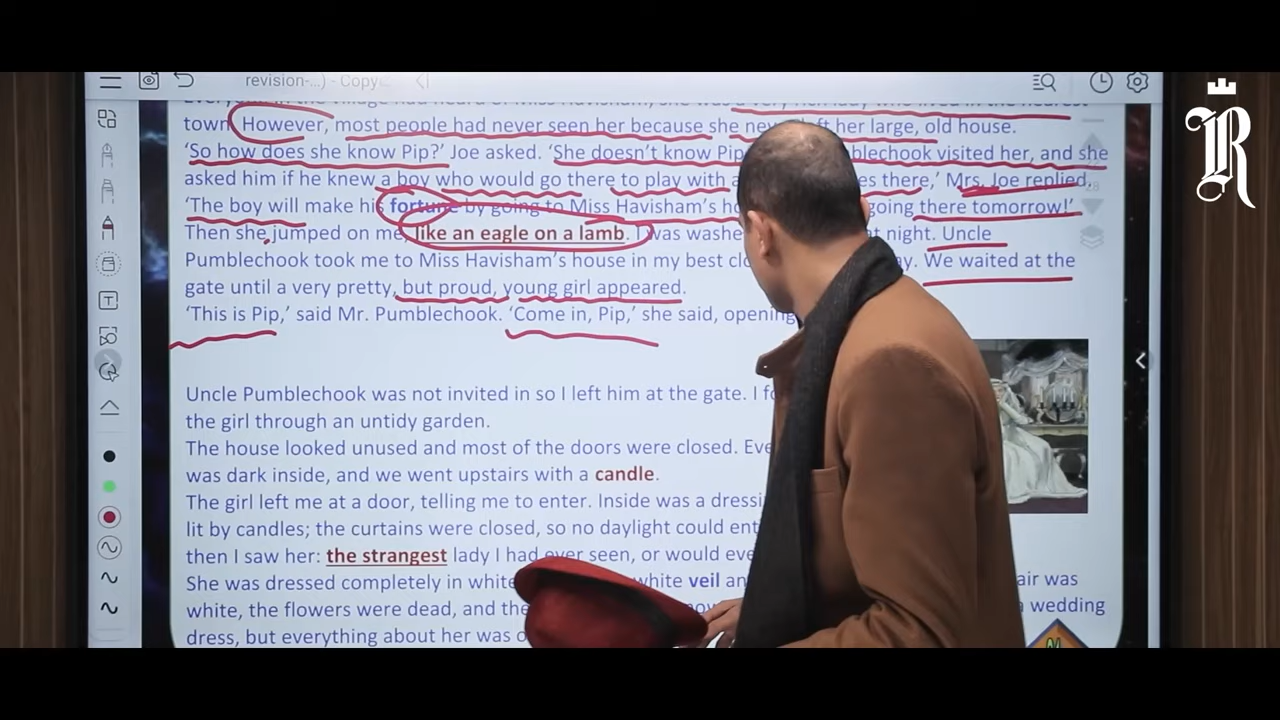 revision-...) - Copy
town. However, most people had never seen her because she never left her large, old house.
'So how does she know Pip?' Joe asked. 'She doesn't know Pip blechook visited her, and she
asked him if he knew a boy who would go there to play with a es there,' Mrs. Joe replied.
'The boy will make his fortune by going to Miss Havisham's ho going there tomorrow!'
Then she jumped on me, like an eagle on a lamb. I was washe at night. Uncle
Pumblechook took me to Miss Havisham's house in my best clo ay. We waited at the
gate until a very pretty, but proud, young girl appeared.
'This is Pip,' said Mr. Pumblechook. 'Come in, Pip,' she said, opening
Uncle Pumblechook was not invited in so I left him at the gate. I fo
the girl through an untidy garden.
The house looked unused and most of the doors were closed. Eve
was dark inside, and we went upstairs with a candle.
The girl left me at a door, telling me to enter. Inside was a dressi
lit by candles; the curtains were closed, so no daylight could ent
then I saw her: the strangest lady I had ever seen, or would eve
She was dressed completely in white white veil an air was
white, the flowers were dead, and the a wedding
dress, but everything about her was o
R